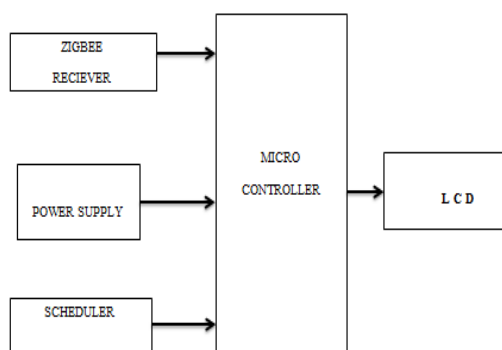 ZIGBEE
RECIEVER
MICRO
CONTROLLER
L C D
POWER SUPPLY
SCHEDULER